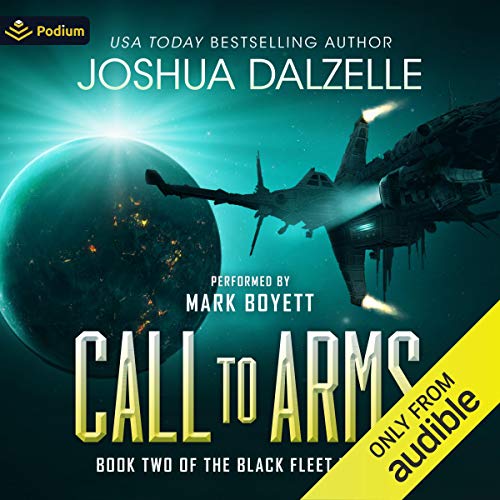 Podium
USA TODAY BESTSELLING AUTHOR
JOSHUA DALZELLE
PERFORMED BY
MARK BOYETT
CALL TO ARMS
BOOK TWO OF THE BLACK FLEET
ONLY FROM
audible